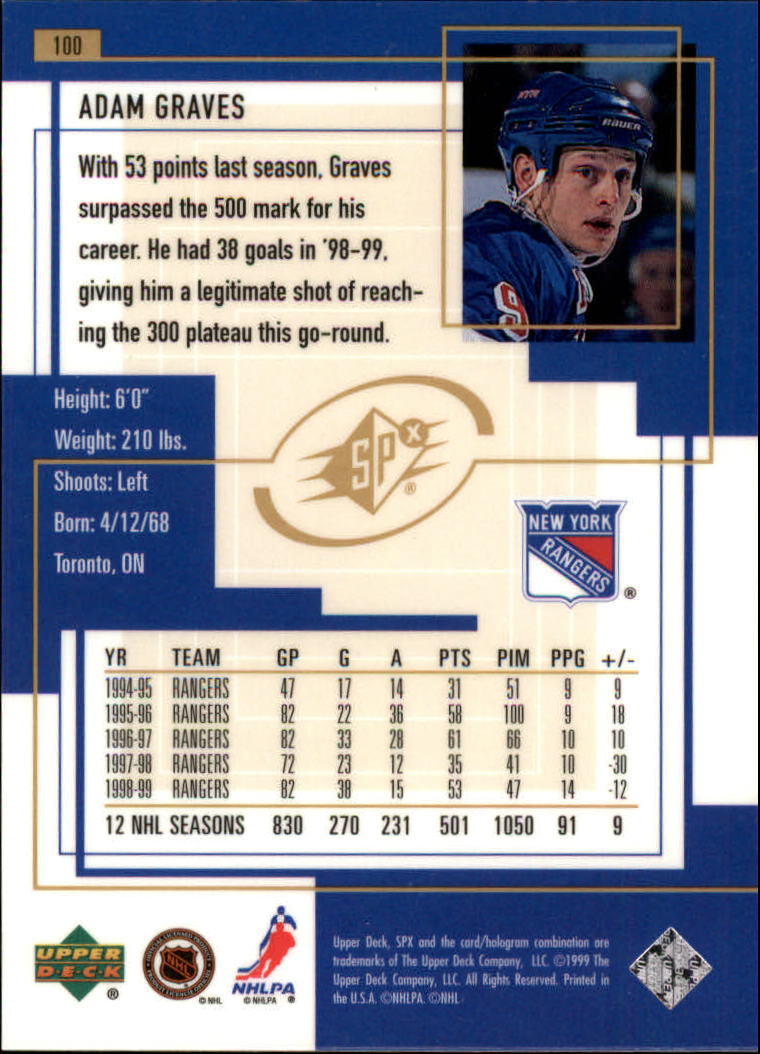 100
ADAM GRAVES
With 53 points last season, Graves
surpassed the 500 mark for his
career. He had 38 goals in '98-99,
giving him a legitimate shot of reach-
ing the 300 plateau this go-round.
BAUER
9
Height: 6'0"
Weight: 210 lbs.
Shoots: Left
Born: 4/12/68
Toronto, ON
SPX®
NEW YORK
RANGERS
®
YR TEAM GP G A PTS PIM PPG +/-
1994-95 RANGERS 47 17 14 31 51 9 9
1995-96 RANGERS 82 22 36 58 100 9 18
1996-97 RANGERS 82 33 28 61 66 10 10
1997-98 RANGERS 72 23 12 35 41 10 -30
1998-99 RANGERS 82 38 15 53 47 14 -12
12 NHL SEASONS 830 270 231 501 1050 91 9
UPPER
DECK
®
NHL
© NHL
NHLPA
© NHLPA ®
Upper Deck, SPX and the card/hologram combination are
trademarks of The Upper Deck Company, LLC. ©1999 The
Upper Deck Company, LLC. All Rights Reserved. Printed in
the U.S.A. ©NHLPA. ©NHL